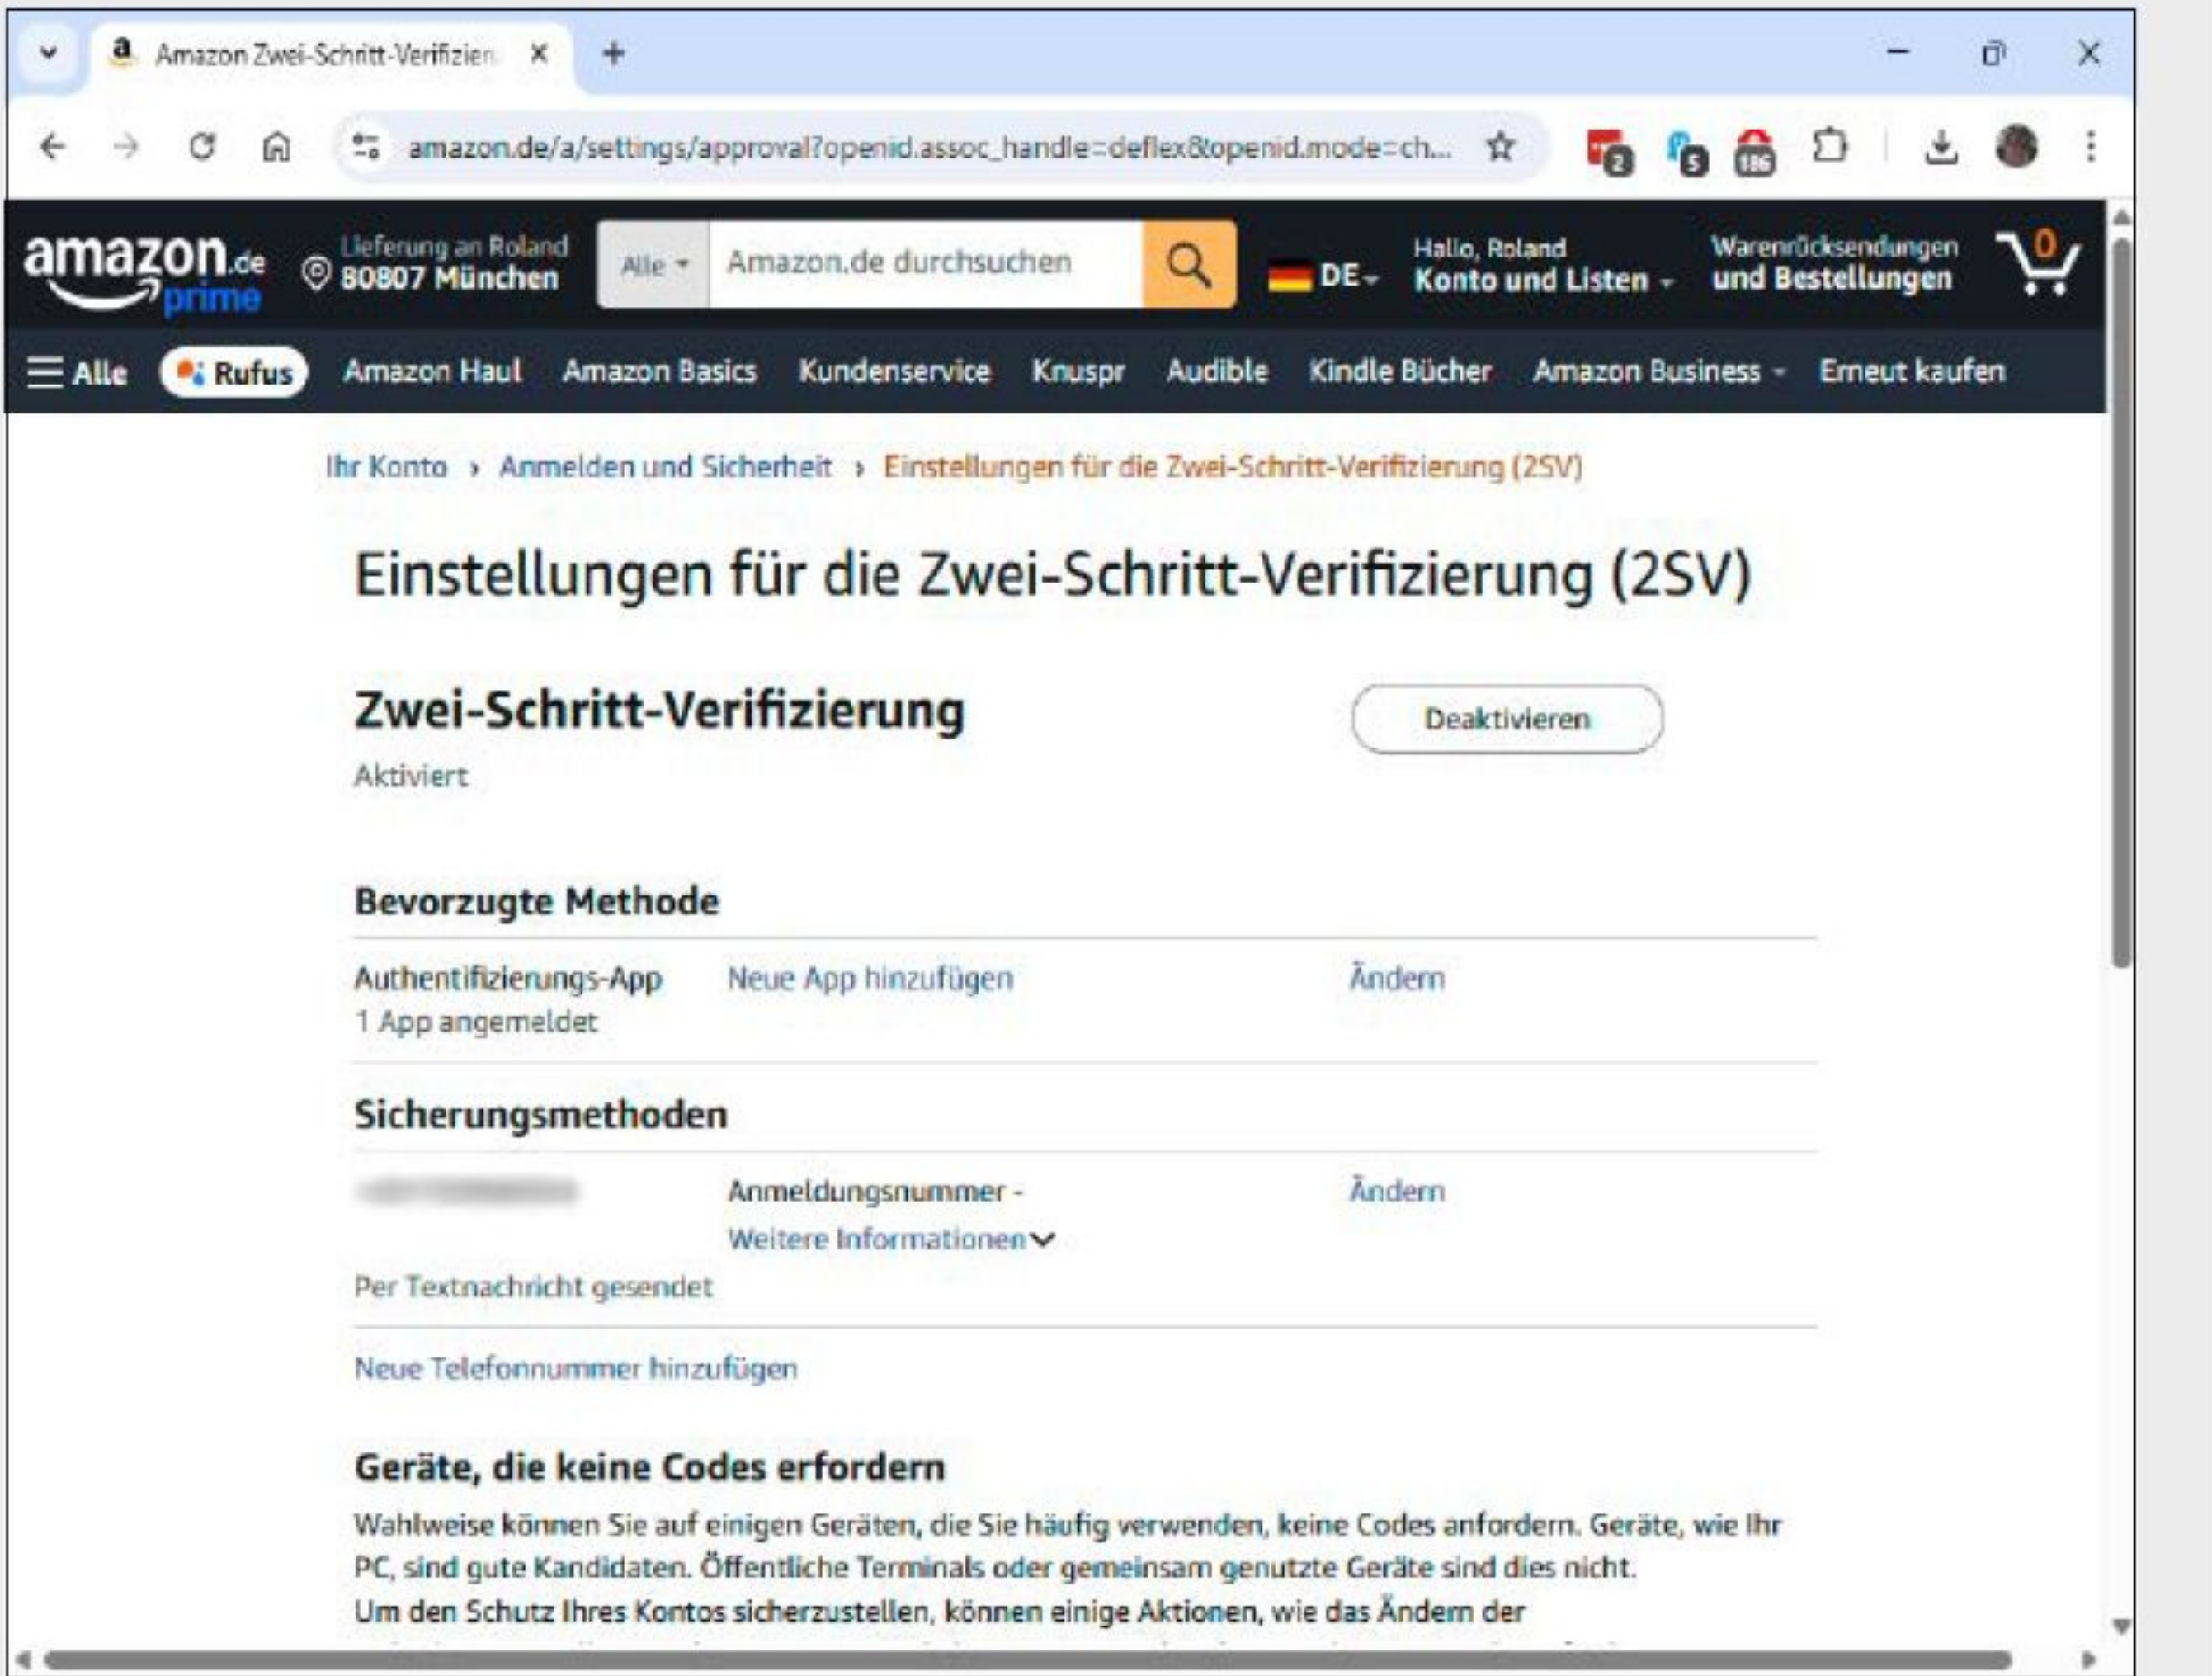 Amazon Zwei-Schritt-Verifizier
amazon.de/a/settings/approval?openid.assoc_handle=deflex&openid.mode=ch...
2
5
186
amazon.de
prime
Lieferung an Roland
80807 München
Alle
Amazon.de durchsuchen
DE
Hallo, Roland
Konto und Listen
Warenrücksendungen
und Bestellungen
0
Alle Rufus Amazon Haul Amazon Basics Kundenservice Knuspr Audible Kindle Bücher Amazon Business Erneut kaufen
Ihr Konto › Anmelden und Sicherheit › Einstellungen für die Zwei-Schritt-Verifizierung (2SV)
Einstellungen für die Zwei-Schritt-Verifizierung (2SV)
Zwei-Schritt-Verifizierung
Deaktivieren
Aktiviert
Bevorzugte Methode
Authentifizierungs-App Neue App hinzufügen Ändern
1 App angemeldet
Sicherungsmethoden
Anmeldungsnummer - Ändern
Weitere Informationen
Per Textnachricht gesendet
Neue Telefonnummer hinzufügen
Geräte, die keine Codes erfordern
Wahlweise können Sie auf einigen Geräten, die Sie häufig verwenden, keine Codes anfordern. Geräte, wie Ihr
PC, sind gute Kandidaten. Öffentliche Terminals oder gemeinsam genutzte Geräte sind dies nicht.
Um den Schutz Ihres Kontos sicherzustellen, können einige Aktionen, wie das Ändern der